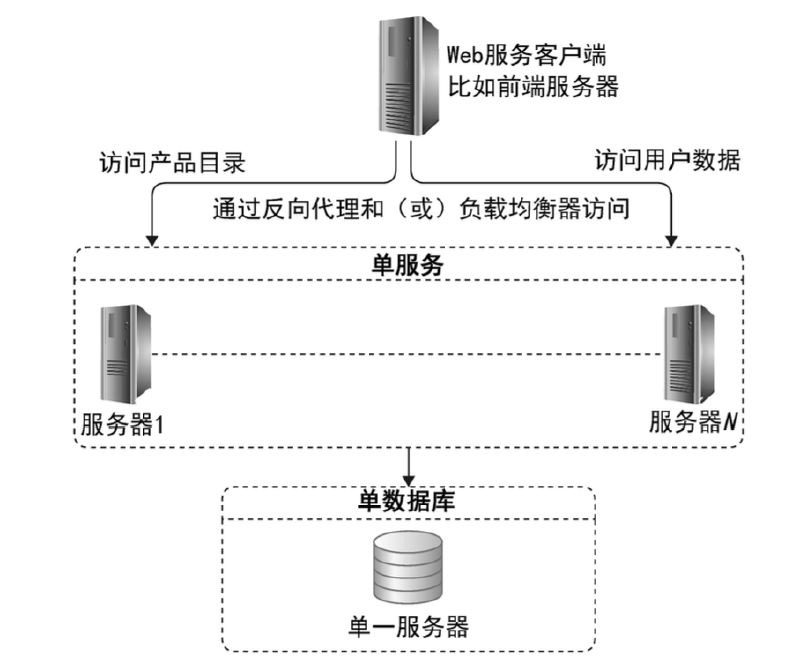 Web服务客户端
比如前端服务器
访问产品目录
访问用户数据
通过反向代理和（或）负载均衡器访问
单服务
服务器1
服务器N
单数据库
单一服务器